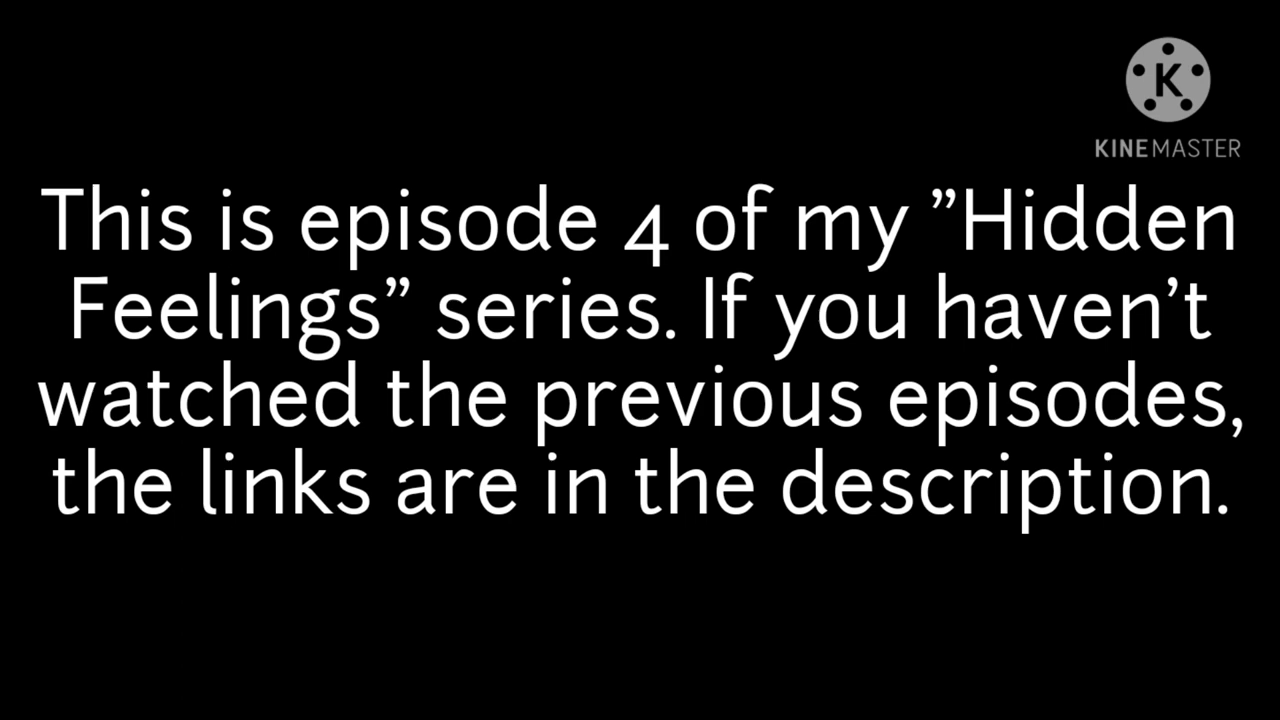 K
KINEMASTER
This is episode 4 of my ”Hidden
Feelings” series. If you haven’t
watched the previous episodes,
the links are in the description.